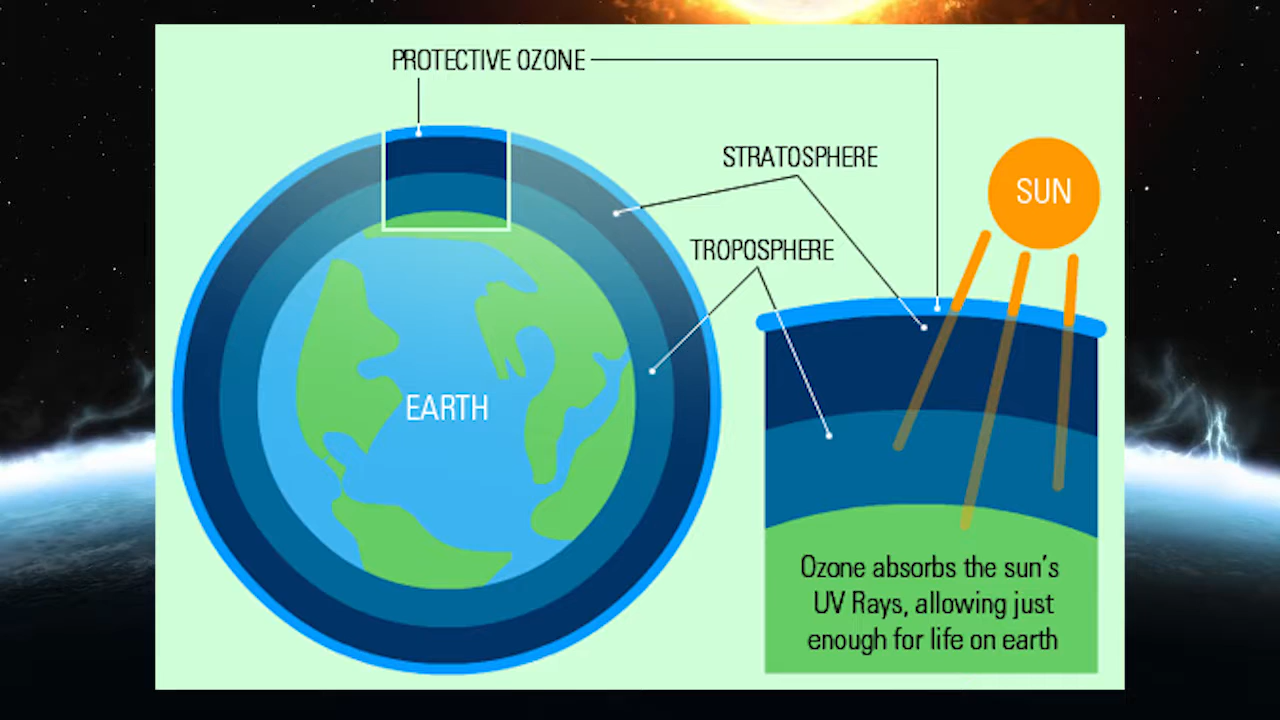 PROTECTIVE OZONE
STRATOSPHERE
SUN
TROPOSPHERE
EARTH
Ozone absorbs the sun's
UV Rays, allowing just
enough for life on earth